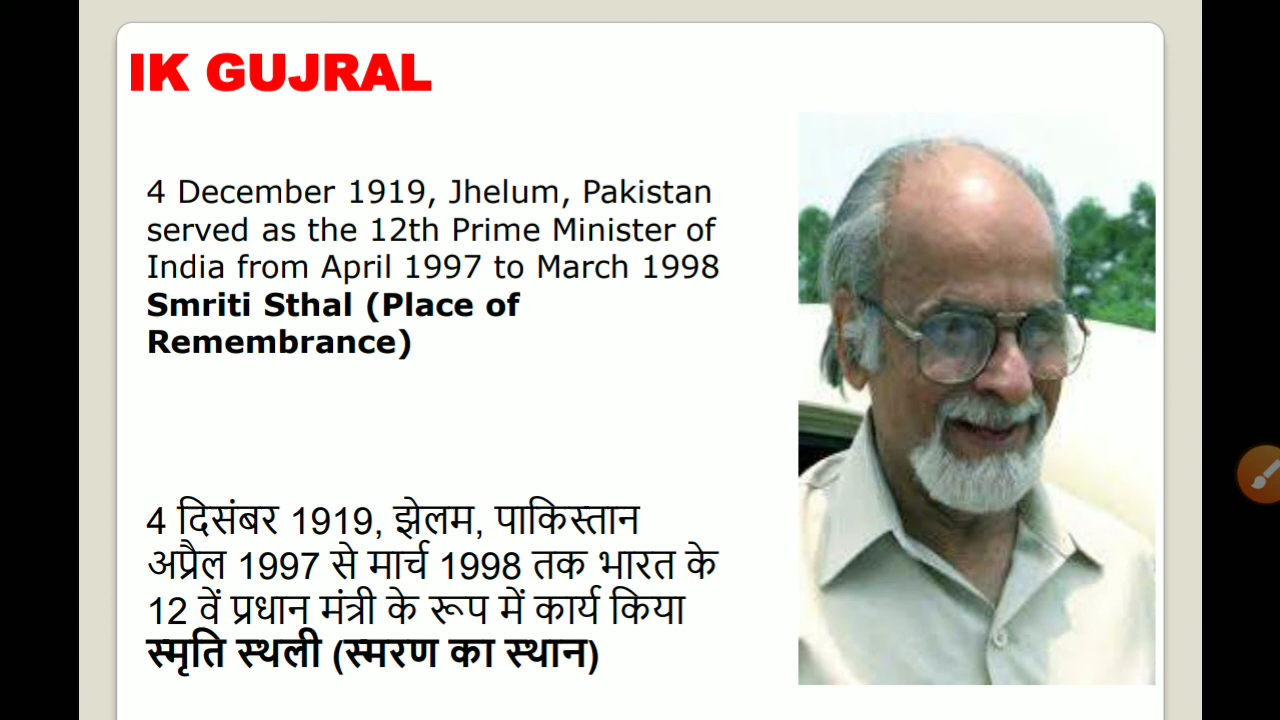 IK GUJRAL
4 December 1919, Jhelum, Pakistan
served as the 12th Prime Minister of
India from April 1997 to March 1998
Smriti Sthal (Place of
Remembrance)
4 दिसंबर 1919, झेलम, पाकिस्तान
अप्रैल 1997 से मार्च 1998 तक भारत के
12 वें प्रधान मंत्री के रूप में कार्य किया
स्मृति स्थली (स्मरण का स्थान)